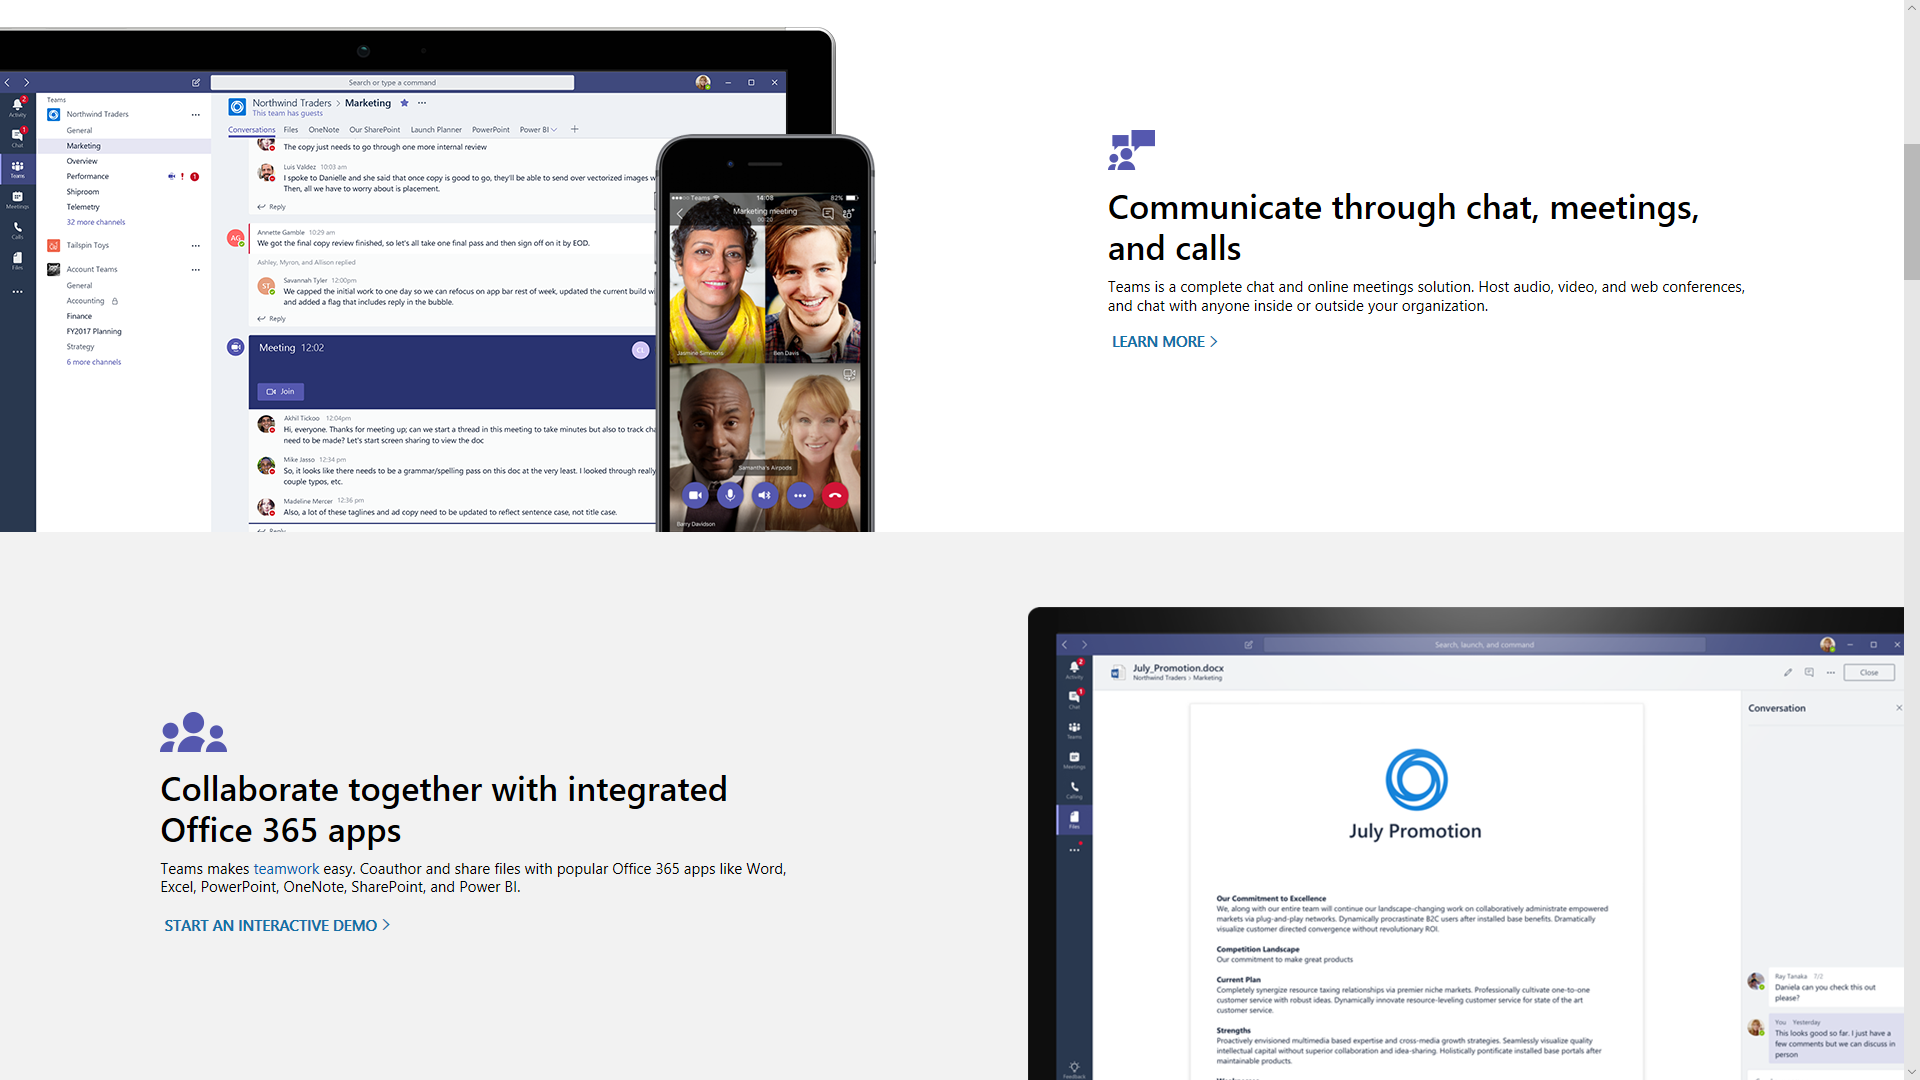 Search or type a command
Activity
Chat
Teams
Meetings
Calls
Files
Teams
Northwind Traders
General
Marketing
Overview
Performance
Shiproom
Telemetry
32 more channels
Tailspin Toys
Account Teams
General
Accounting
Finance
FY2017 Planning
Strategy
6 more channels
Northwind Traders > Marketing
This team has guests
Conversations Files OneNote Our SharePoint Launch Planner PowerPoint Power BI
The copy just needs to go through one more internal review
Luis Valdez 10:03 am
I spoke to Danielle and she said that once copy is good to go, they'll be able to send over vectorized images w
Then, all we have to worry about is placement.
Reply
AG
Annette Gamble 10:29 am
We got the final copy review finished, so let's all take one final pass and then sign off on it by EOD.
Ashley, Myron, and Allison replied
ST
Savannah Tyler 12:00pm
We capped the initial work to one day so we can refocus on app bar rest of week, updated the current build wi
and added a flag that includes reply in the bubble.
Reply
Meeting 12:02
CL
Join
Akhil Tickoo 12:04pm
Hi, everyone. Thanks for meeting up; can we start a thread in this meeting to take minutes but also to track cha
need to be made? Let's start screen sharing to view the doc
Mike Jasso 12:34 pm
So, it looks like there needs to be a grammar/spelling pass on this doc at the very least. I looked through really
couple typos, etc.
Madeline Mercer 12:36 pm
Also, a lot of these taglines and ad copy need to be updated to reflect sentence case, not title case.
Reply
Teams 14:08 82%
Marketing meeting
00:20
Jasmine Simmons
Ben Davis
Samantha's Airpods
Barry Davidson
Communicate through chat, meetings,
and calls
Teams is a complete chat and online meetings solution. Host audio, video, and web conferences,
and chat with anyone inside or outside your organization.
LEARN MORE >
Collaborate together with integrated
Office 365 apps
Teams makes teamwork easy. Coauthor and share files with popular Office 365 apps like Word,
Excel, PowerPoint, OneNote, SharePoint, and Power BI.
START AN INTERACTIVE DEMO >
Search, launch, and command
Activity
Chat
Teams
Meetings
Calling
Files
Feedback
July_Promotion.docx
Northwind Traders > Marketing
Close
July Promotion
Our Commitment to Excellence
We, along with our entire team will continue our landscape-changing work on collaboratively administrate empowered
markets via plug-and-play networks. Dynamically procrastinate B2C users after installed base benefits. Dramatically
visualize customer directed convergence without revolutionary ROI.
Competition Landscape
Our commitment to make great products
Current Plan
Completely synergize resource taxing relationships via premier niche markets. Professionally cultivate one-to-one
customer service with robust ideas. Dynamically innovate resource-leveling customer service for state of the art
customer service.
Strengths
Proactively envisioned multimedia based expertise and cross-media growth strategies. Seamlessly visualize quality
intellectual capital without superior collaboration and idea-sharing. Holistically pontificate installed base portals after
maintainable products.
Conversation
Ray Tanaka 7/2
Daniela can you check this out
please?
You Yesterday
This looks good so far. I just have a
few comments but we can discuss in
person